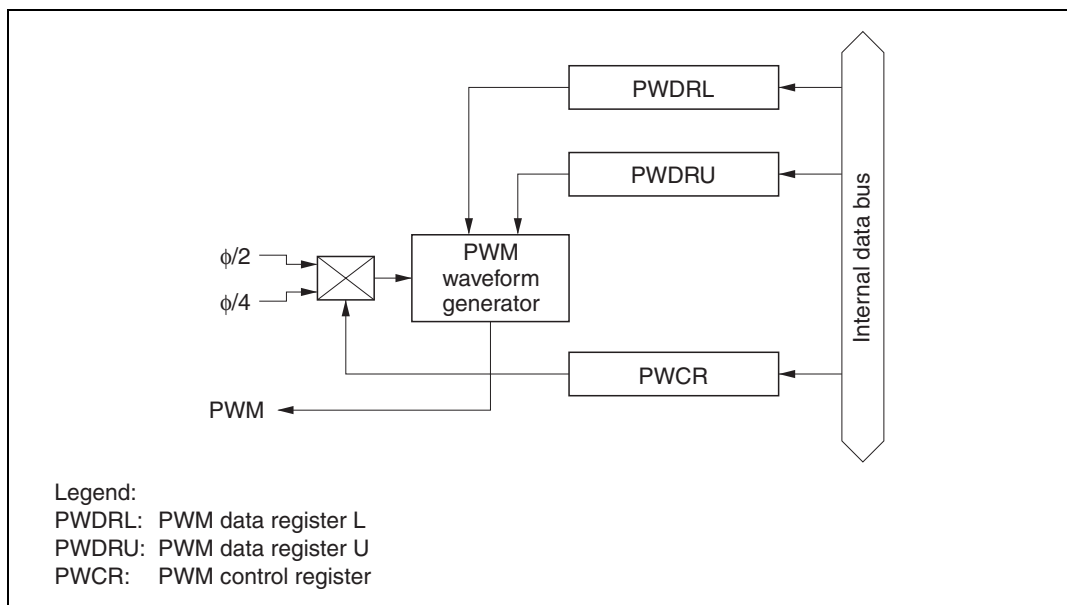 PWDRL
PWDRU
Internal data bus
ϕ/2
ϕ/4
PWM
waveform
generator
PWCR
PWM
Legend:
PWDRL: PWM data register L
PWDRU: PWM data register U
PWCR: PWM control register